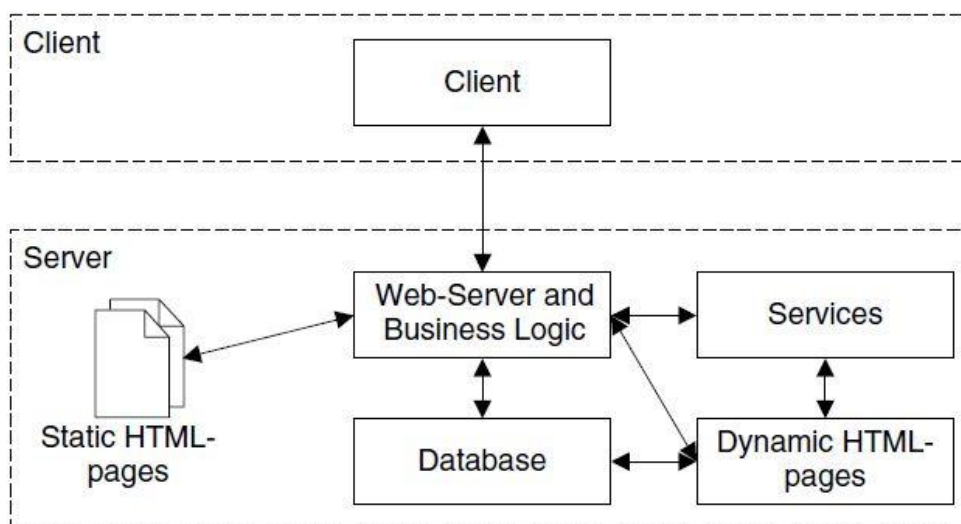 Client
Client
Server
Web-Server and
Business Logic
Services
Static HTML-
pages
Database
Dynamic HTML-
pages